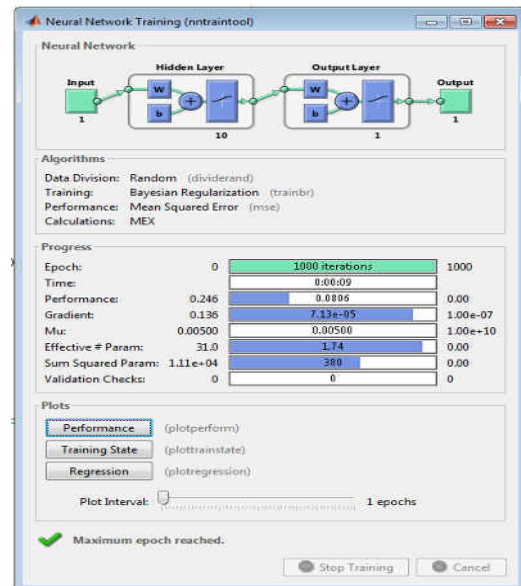 Neural Network Training (nntraintool)
Neural Network
Hidden Layer Output Layer
Input Output
W W
+ +
b b
1 10 1 1
Algorithms
Data Division: Random (dividerand)
Training: Bayesian Regularization (trainbr)
Performance: Mean Squared Error (mse)
Calculations: MEX
Progress
Epoch: 0 1000 iterations 1000
Time: 0:00:09
Performance: 0.246 0.0806 0.00
Gradient: 0.136 7.13e-05 1.00e-07
Mu: 0.00500 0.00500 1.00e+10
Effective # Param: 31.0 1.74 0.00
Sum Squared Param: 1.11e+04 380 0.00
Validation Checks: 0 0 0
Plots
Performance (plotperform)
Training State (plottrainstate)
Regression (plotregression)
Plot Interval: 1 epochs
Maximum epoch reached.
Stop Training Cancel